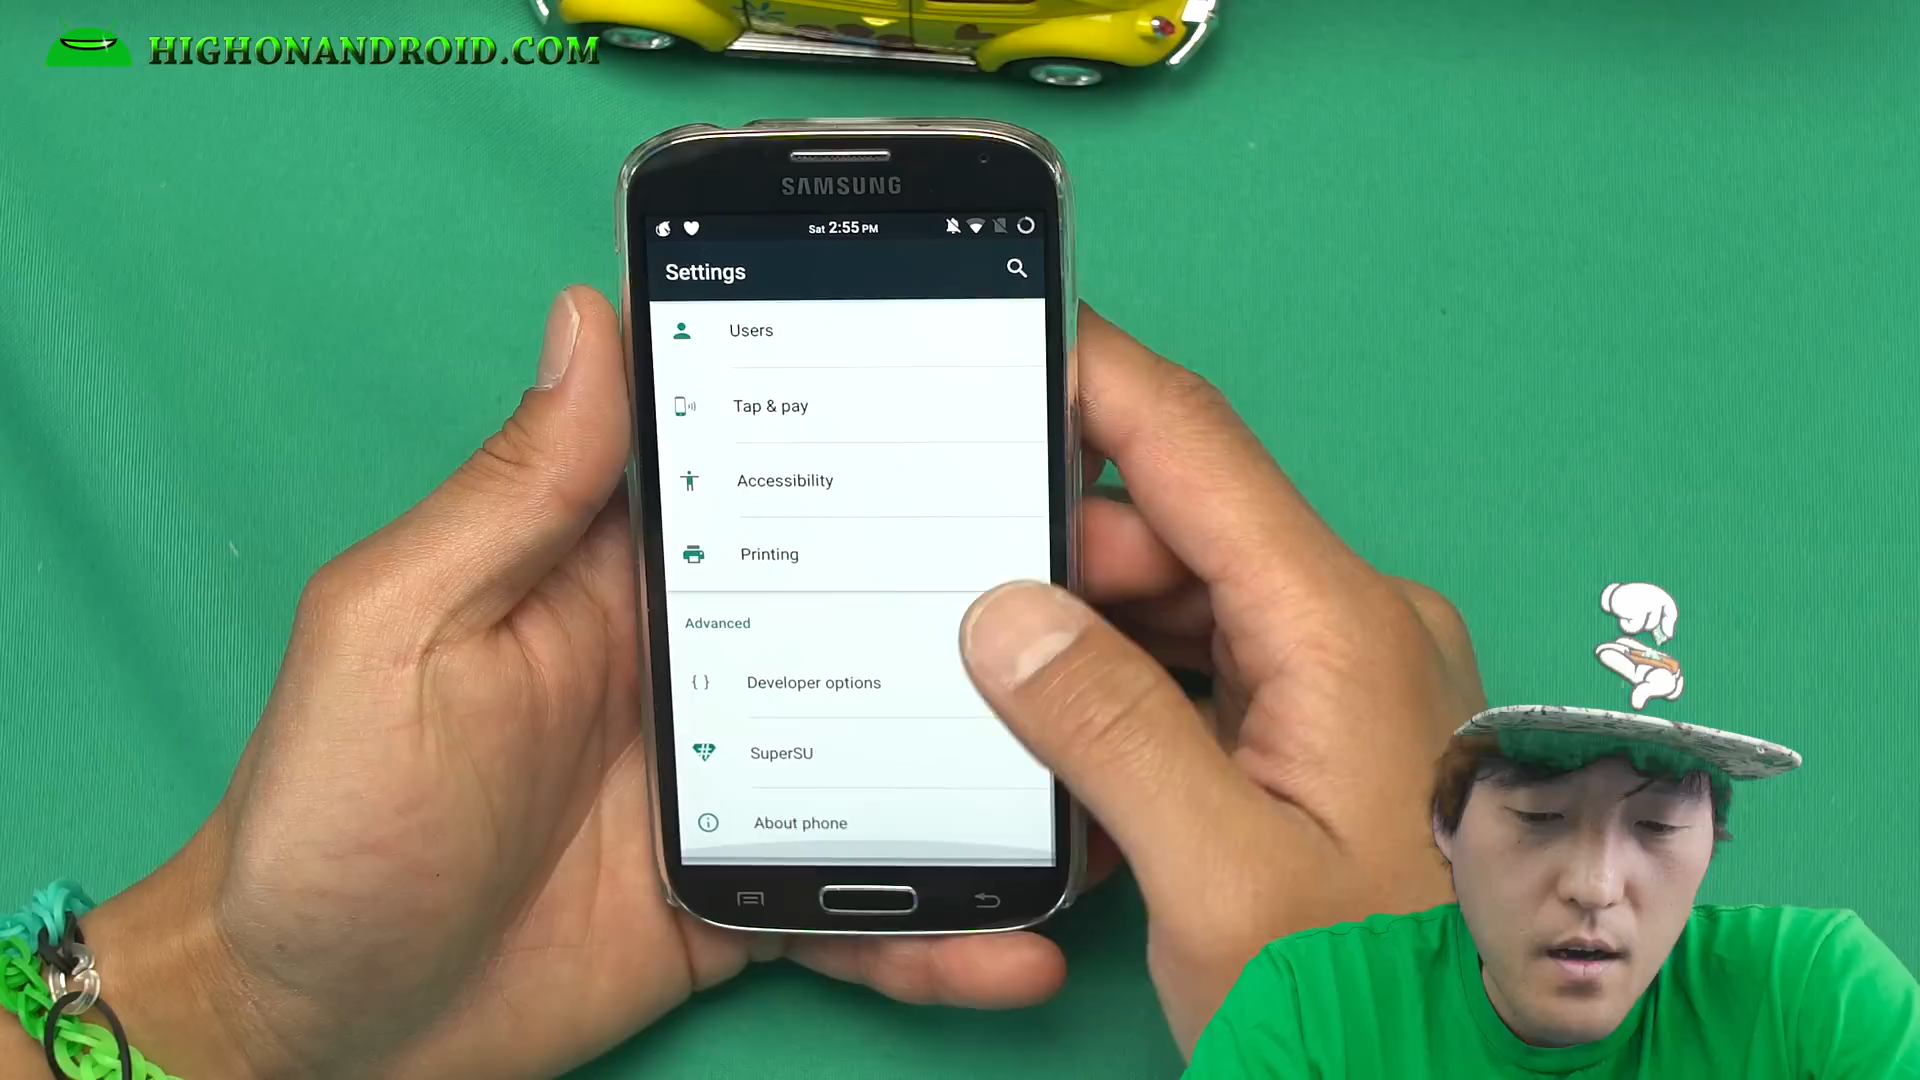 HIGHONANDROID.COM
SAMSUNG
Sat 2:55 PM
Settings
Users
Tap & pay
Accessibility
Printing
Advanced
Developer options
SuperSU
About phone